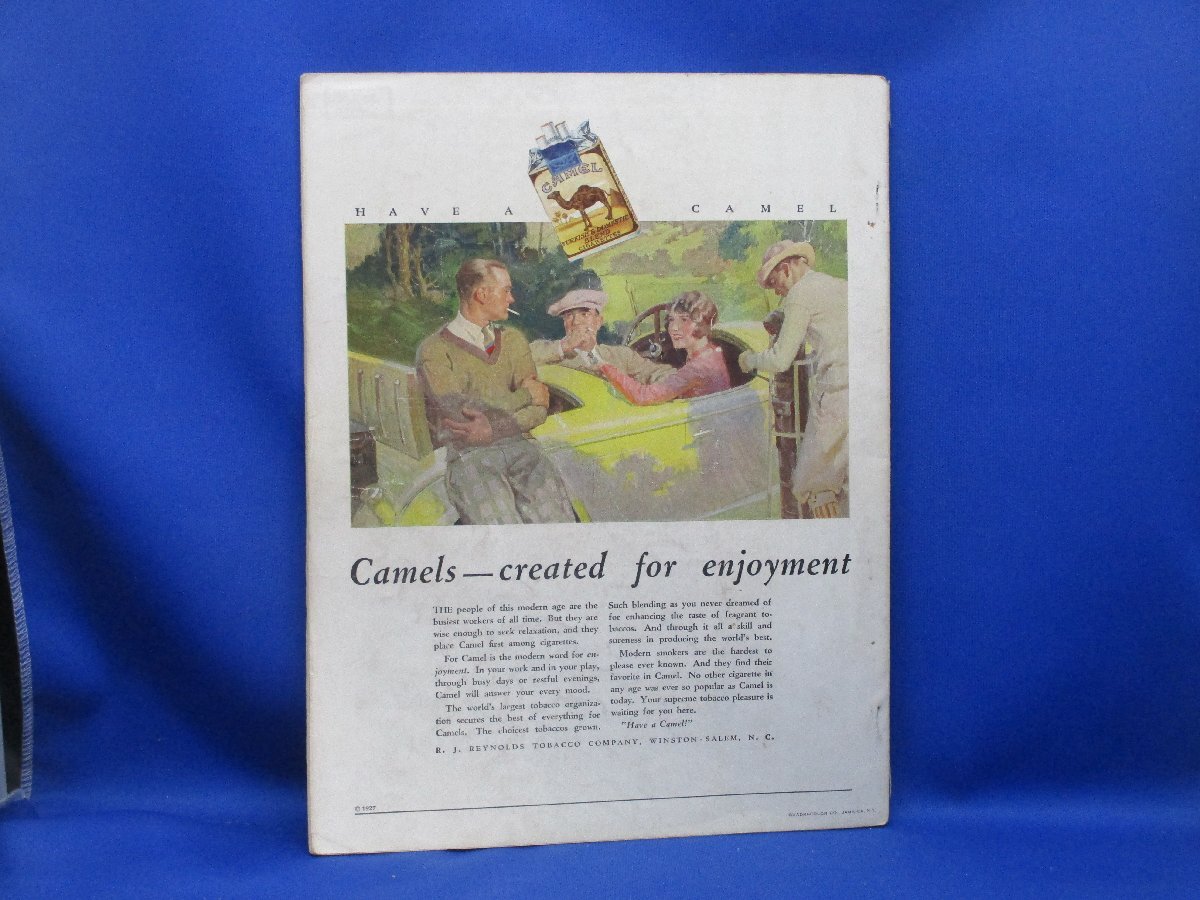 CAMEL
TURKISH & DOMESTIC
BLEND
CIGARETTES
HAVE A CAMEL
Camels—created for enjoyment
THE people of this modern age are the
busiest workers of all time. But they are
wise enough to seek relaxation, and they
place Camel first among cigarettes.
For Camel is the modern word for en-
joyment. In your work and in your play,
through busy days or restful evenings,
Camel will answer your every mood.
The world's largest tobacco organiza-
tion secures the best of everything for
Camels. The choicest tobaccos grown.
Such blending as you never dreamed of
for enhancing the taste of fragrant to-
baccos. And through it all a skill and
sureness in producing the world's best.
Modern smokers are the hardest to
please ever known. And they find their
favorite in Camel. No other cigarette in
any age was ever so popular as Camel is
today. Your supreme tobacco pleasure is
waiting for you here.
"Have a Camel!"
R. J. REYNOLDS TOBACCO COMPANY, WINSTON-SALEM, N. C.
© 1927
CO., JAMAICA, N.Y.